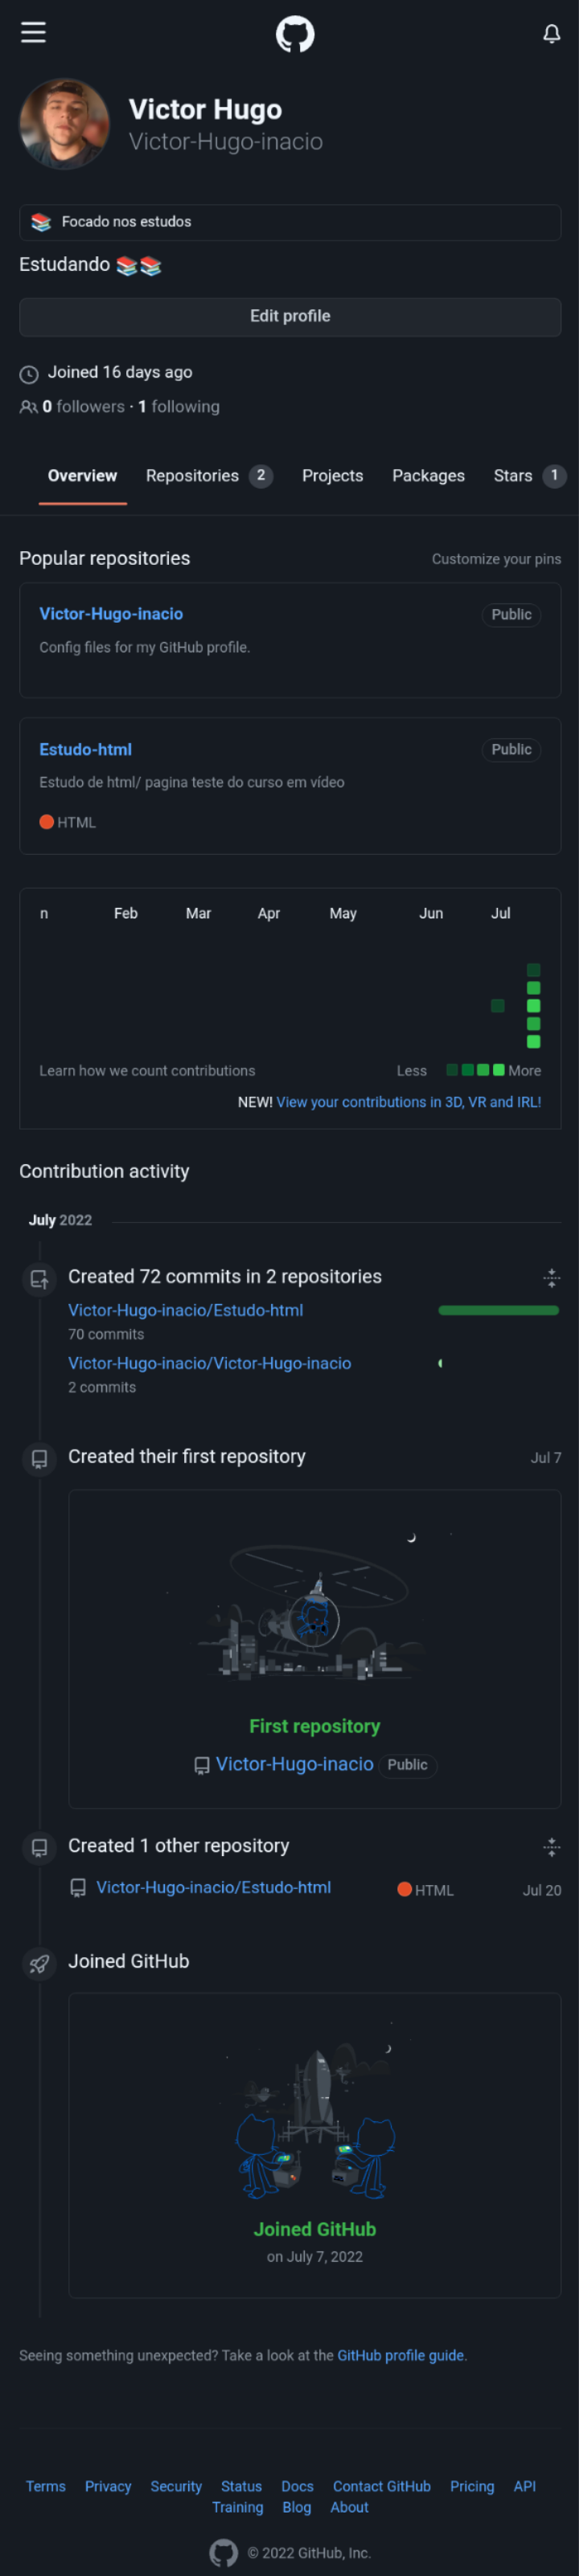 Victor Hugo
Victor-Hugo-inacio
📚 Focado nos estudos
Estudando 📚📚
Edit profile
Joined 16 days ago
0 followers · 1 following
Overview Repositories 2 Projects Packages Stars 1
Popular repositories Customize your pins
Victor-Hugo-inacio Public
Config files for my GitHub profile.
Estudo-html Public
Estudo de html/ pagina teste do curso em vídeo
HTML
n Feb Mar Apr May Jun Jul
Learn how we count contributions Less More
NEW! View your contributions in 3D, VR and IRL!
Contribution activity
July 2022
Created 72 commits in 2 repositories
Victor-Hugo-inacio/Estudo-html
70 commits
Victor-Hugo-inacio/Victor-Hugo-inacio
2 commits
Created their first repository Jul 7
First repository
Victor-Hugo-inacio Public
Created 1 other repository
Victor-Hugo-inacio/Estudo-html HTML Jul 20
Joined GitHub
Joined GitHub
on July 7, 2022
Seeing something unexpected? Take a look at the GitHub profile guide.
Terms Privacy Security Status Docs Contact GitHub Pricing API
Training Blog About
© 2022 GitHub, Inc.